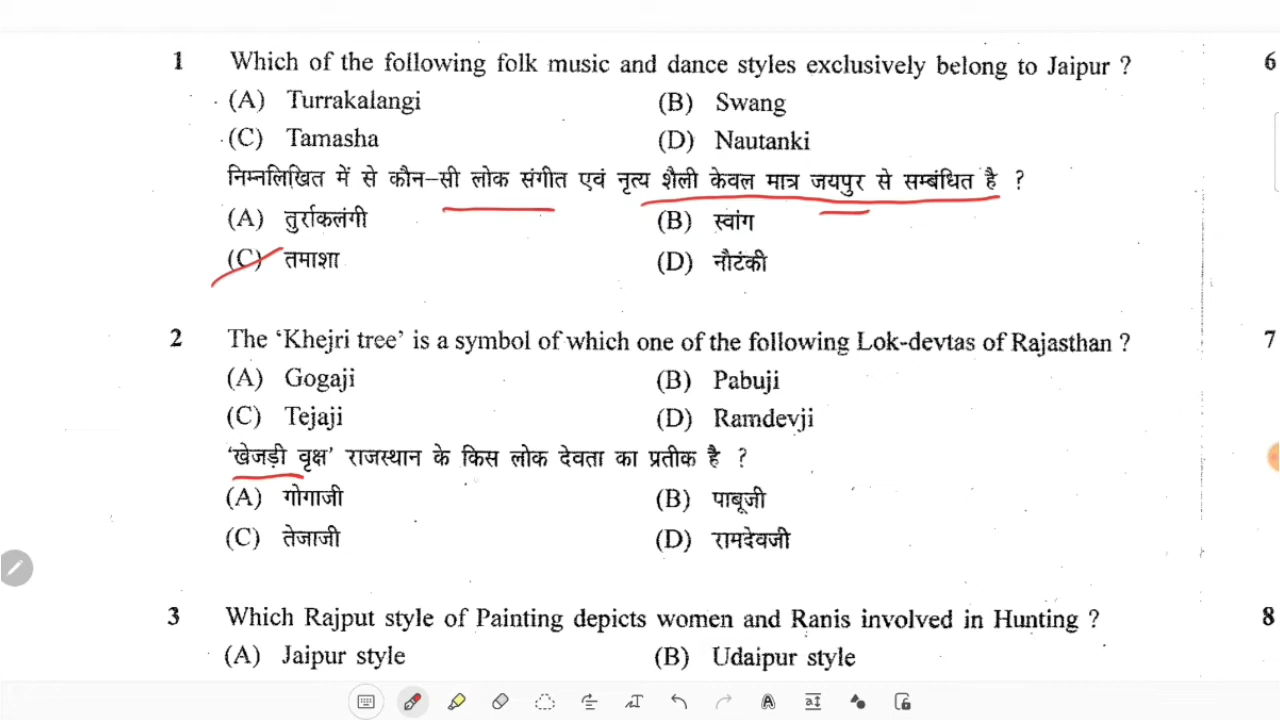 1 Which of the following folk music and dance styles exclusively belong to Jaipur ? 6
(A) Turrakalangi (B) Swang
(C) Tamasha (D) Nautanki
निम्नलिखित में से कौन-सी लोक संगीत एवं नृत्य शैली केवल मात्र जयपुर से सम्बंधित है ?
(A) तुर्राकलंगी (B) स्वांग
(C) तमाशा (D) नौटंकी
2 The ‘Khejri tree’ is a symbol of which one of the following Lok-devtas of Rajasthan ? 7
(A) Gogaji (B) Pabuji
(C) Tejaji (D) Ramdevji
‘खेजड़ी वृक्ष’ राजस्थान के किस लोक देवता का प्रतीक है ?
(A) गोगाजी (B) पाबूजी
(C) तेजाजी (D) रामदेवजी
3 Which Rajput style of Painting depicts women and Ranis involved in Hunting ? 8
(A) Jaipur style (B) Udaipur style